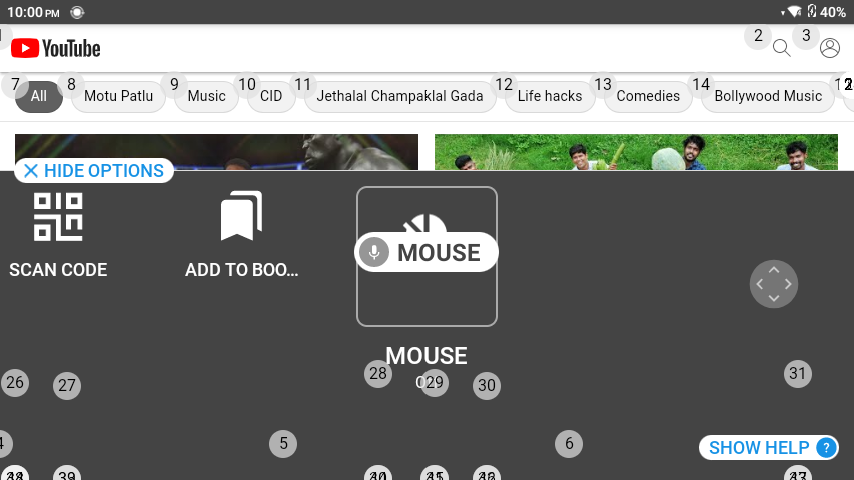 10:00 PM
40%
YouTube
2
3
7
8
9
10
11
12
13
14
All
Motu Patlu
Music
CID
Jethalal Champaklal Gada
Life hacks
Comedies
Bollywood Music
HIDE OPTIONS
SCAN CODE
ADD TO BOO...
MOUSE
MOUSE
26
27
28
29
30
31
4
5
6
SHOW HELP ?
39